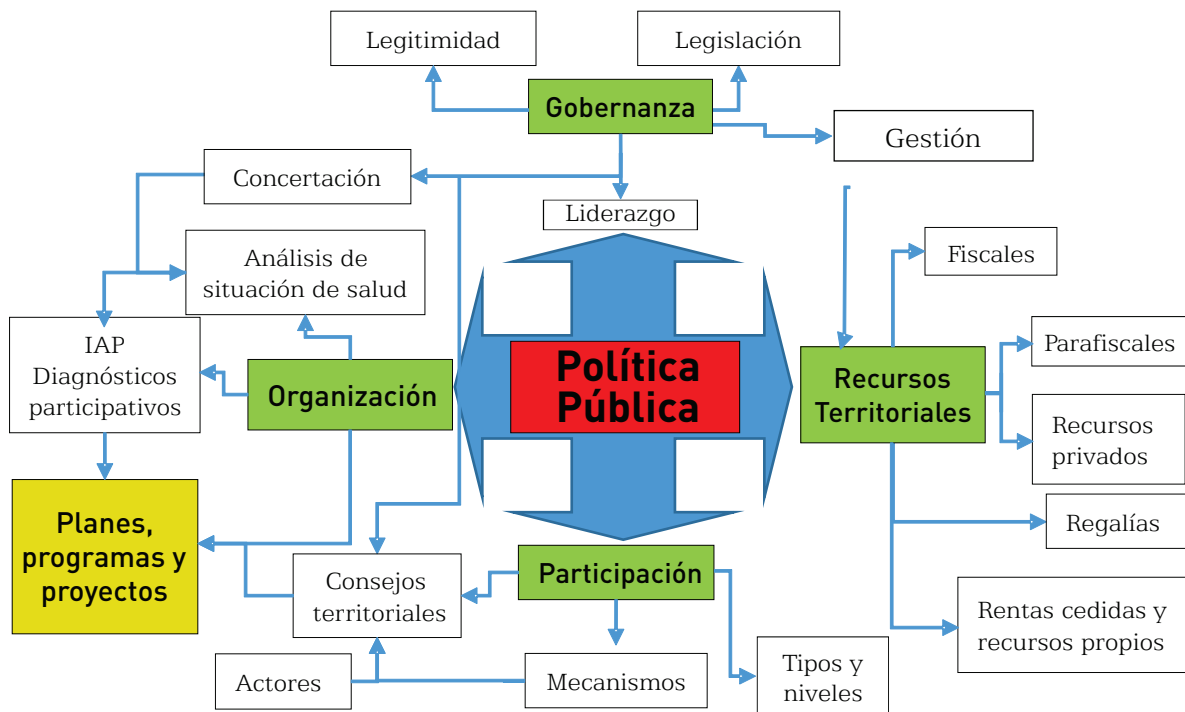 Legitimidad
Legislación
Gobernanza
Gestión
Concertación
Liderazgo
Análisis de
situación de salud
Fiscales
IAP
Diagnósticos
participativos
Organización
Política
Pública
Recursos
Territoriales
Parafiscales
Recursos
privados
Planes,
programas y
proyectos
Regalías
Consejos
territoriales
Participación
Rentas cedidas y
recursos propios
Actores
Mecanismos
Tipos y
niveles